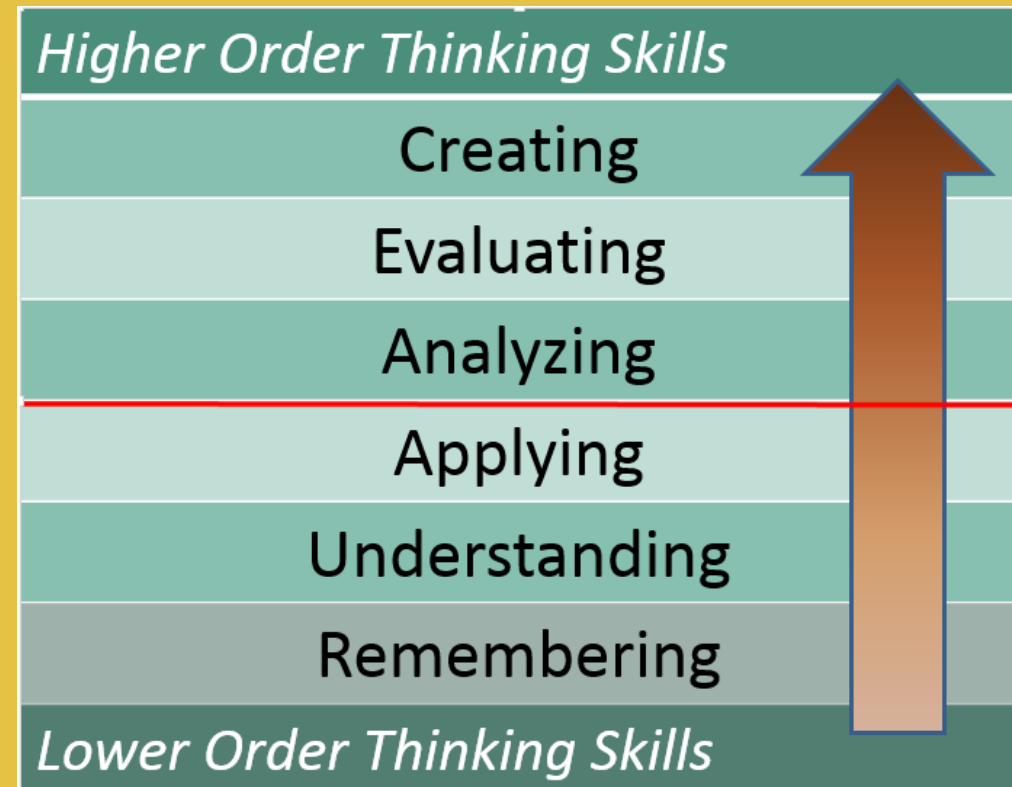 Higher Order Thinking Skills
Creating
Evaluating
Analyzing
Applying
Understanding
Remembering
Lower Order Thinking Skills